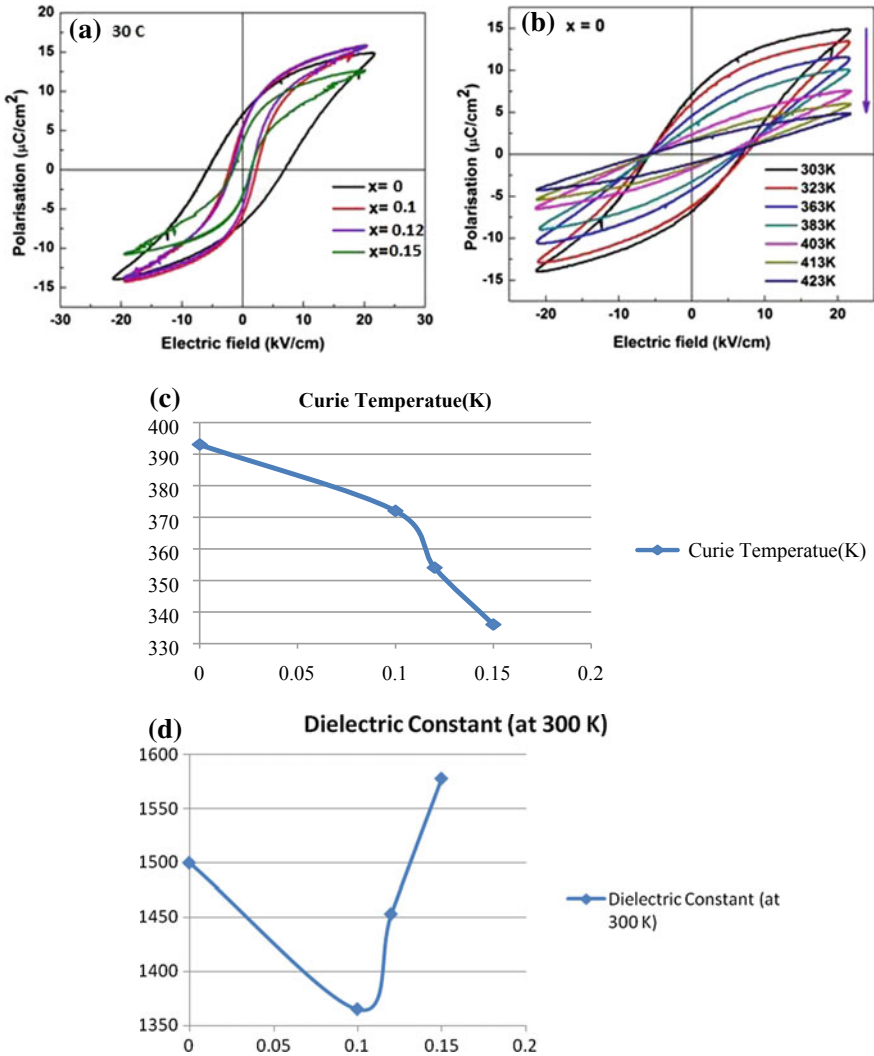 (a)
30 C
15
10
5
0
-5
-10
-15
Polarisation (μC/cm²)
x= 0
x= 0.1
x= 0.12
x=0.15
-30 -20 -10 0 10 20 30
Electric field (kV/cm)
(b)
x = 0
15
10
5
0
-5
-10
-15
Polarisation (μC/cm²)
303K
323K
363K
383K
403K
413K
423K
-20 -10 0 10 20
Electric field (kV/cm)
(c)
Curie Temperatue(K)
400
390
380
370
360
350
340
330
0 0.05 0.1 0.15 0.2
Curie Temperatue(K)
(d)
Dielectric Constant (at 300 K)
1600
1550
1500
1450
1400
1350
0 0.05 0.1 0.15 0.2
Dielectric Constant (at
300 K)